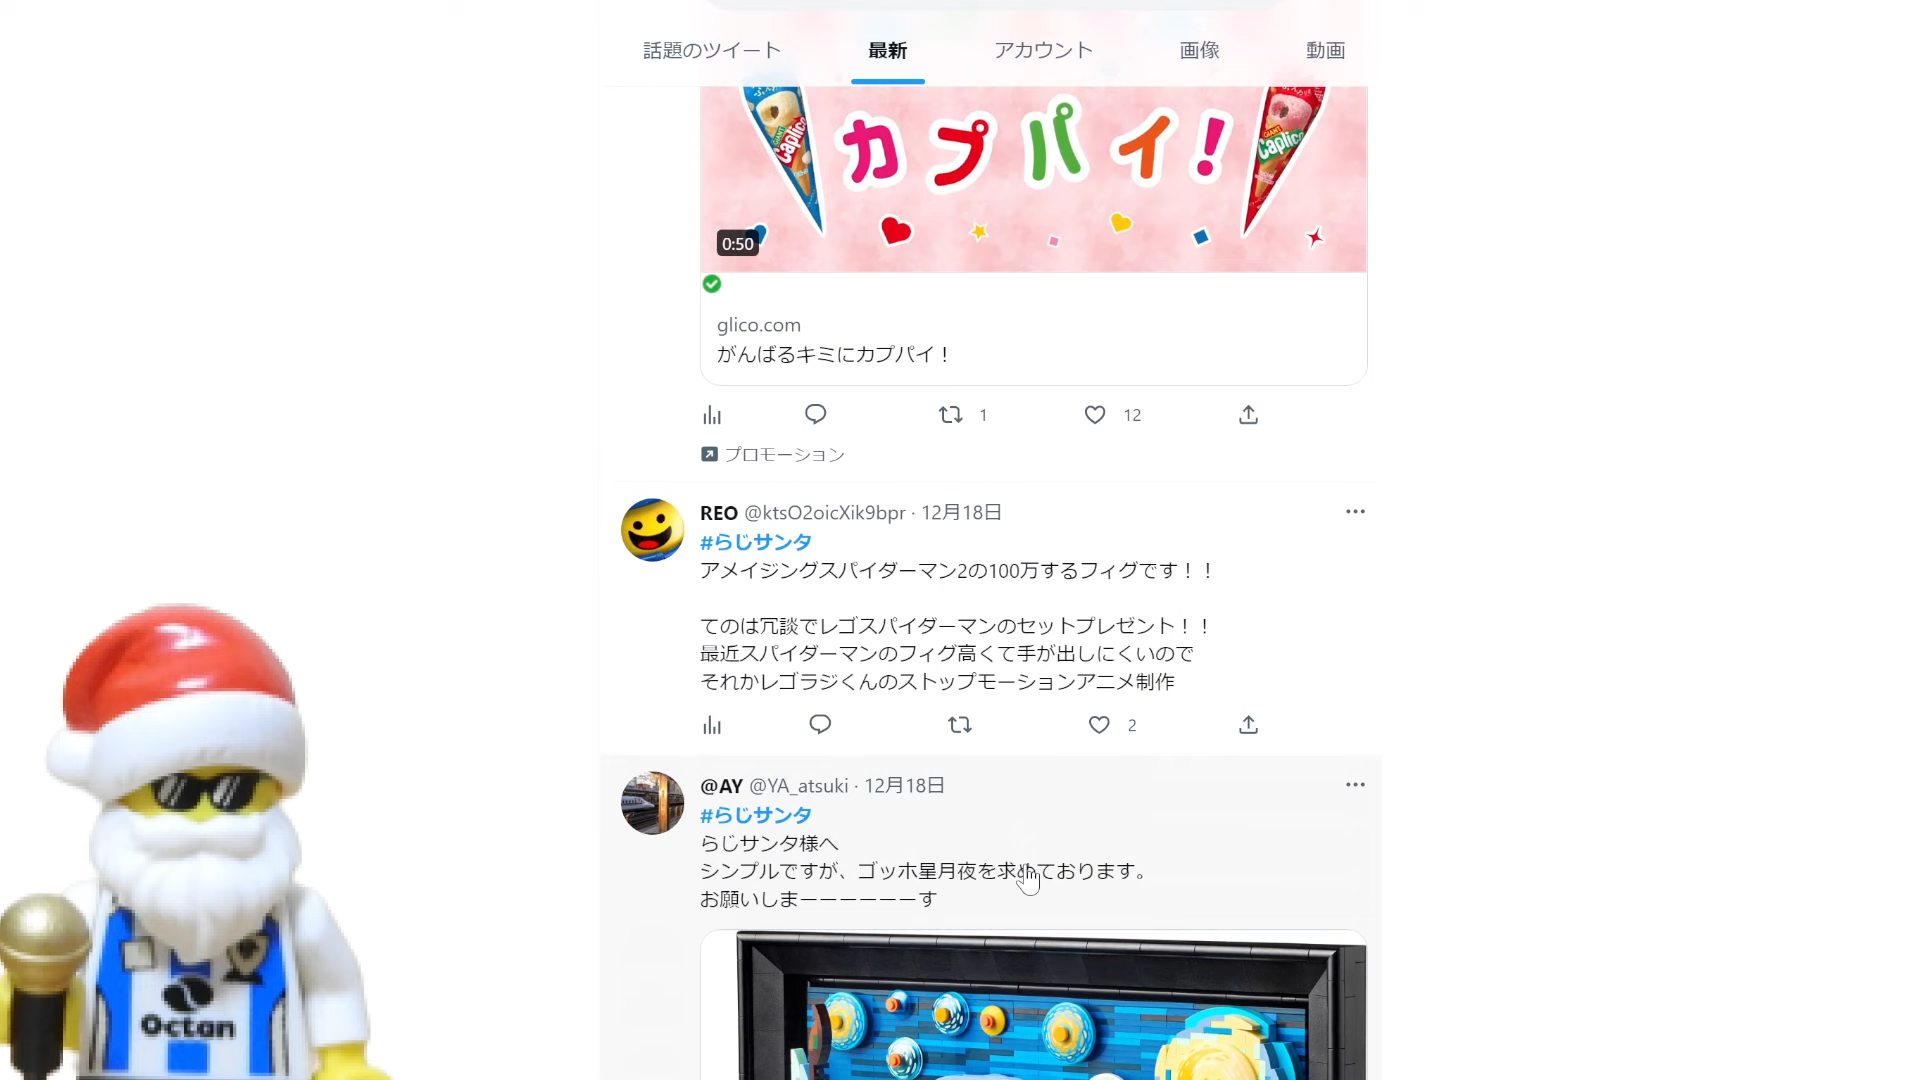 話題のツイート 最新 アカウント 画像 動画
GIANT Caplico カプパイ! GIANT Caplico
0:50
glico.com
がんばるキミにカプパイ！
1 12
プロモーション
REO @ktsO2oicXik9bpr · 12月18日
#らじサンタ
アメイジングスパイダーマン2の100万するフィグです！！
てのは冗談でレゴスパイダーマンのセットプレゼント！！
最近スパイダーマンのフィグ高くて手が出しにくいので
それかレゴラジくんのストップモーションアニメ制作
2
@AY @YA_atsuki · 12月18日
#らじサンタ
らじサンタ様へ
シンプルですが、ゴッホ星月夜を求めております。
お願いしまーーーーーーす
Octan